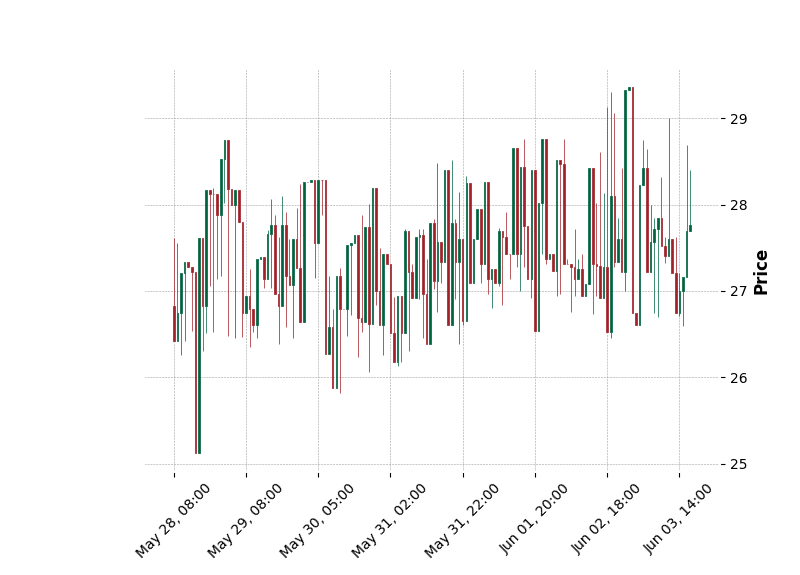 29
28
27
26
25
Price
May 28, 08:00
May 29, 08:00
May 30, 05:00
May 31, 02:00
May 31, 22:00
Jun 01, 20:00
Jun 02, 18:00
Jun 03, 14:00